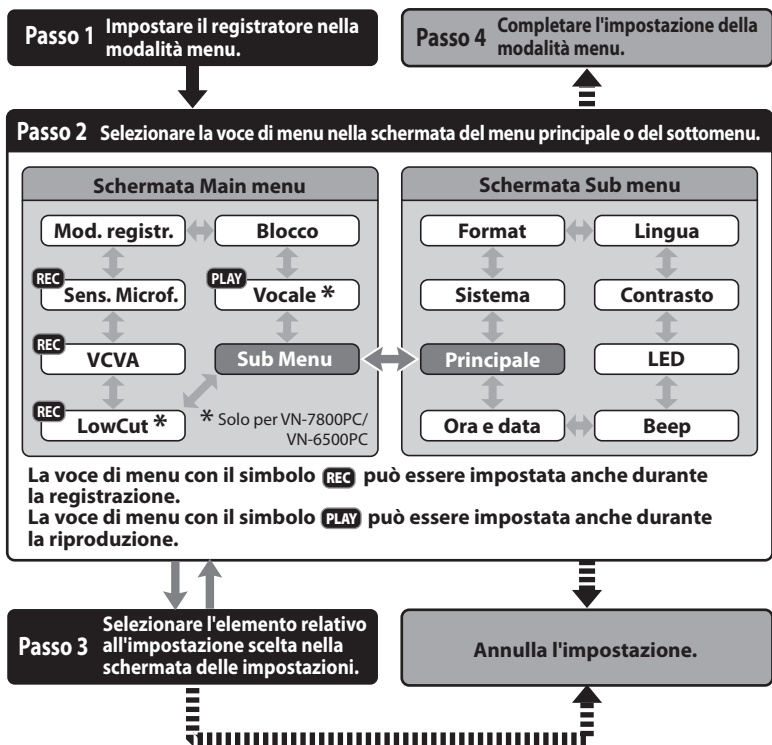 Passo 1 Impostare il registratore nella
modalità menu.
Passo 4 Completare l'impostazione della
modalità menu.
Passo 2 Selezionare la voce di menu nella schermata del menu principale o del sottomenu.
Schermata Main menu
Mod. registr.
Blocco
REC
Sens. Microf.
PLAY
Vocale *
REC
VCVA
Sub Menu
REC
LowCut *
* Solo per VN-7800PC/
VN-6500PC
Schermata Sub menu
Format
Lingua
Sistema
Contrasto
Principale
LED
Ora e data
Beep
La voce di menu con il simbolo REC può essere impostata anche durante
la registrazione.
La voce di menu con il simbolo PLAY può essere impostata anche durante
la riproduzione.
Passo 3 Selezionare l'elemento relativo
all'impostazione scelta nella
schermata delle impostazioni.
Annulla l'impostazione.